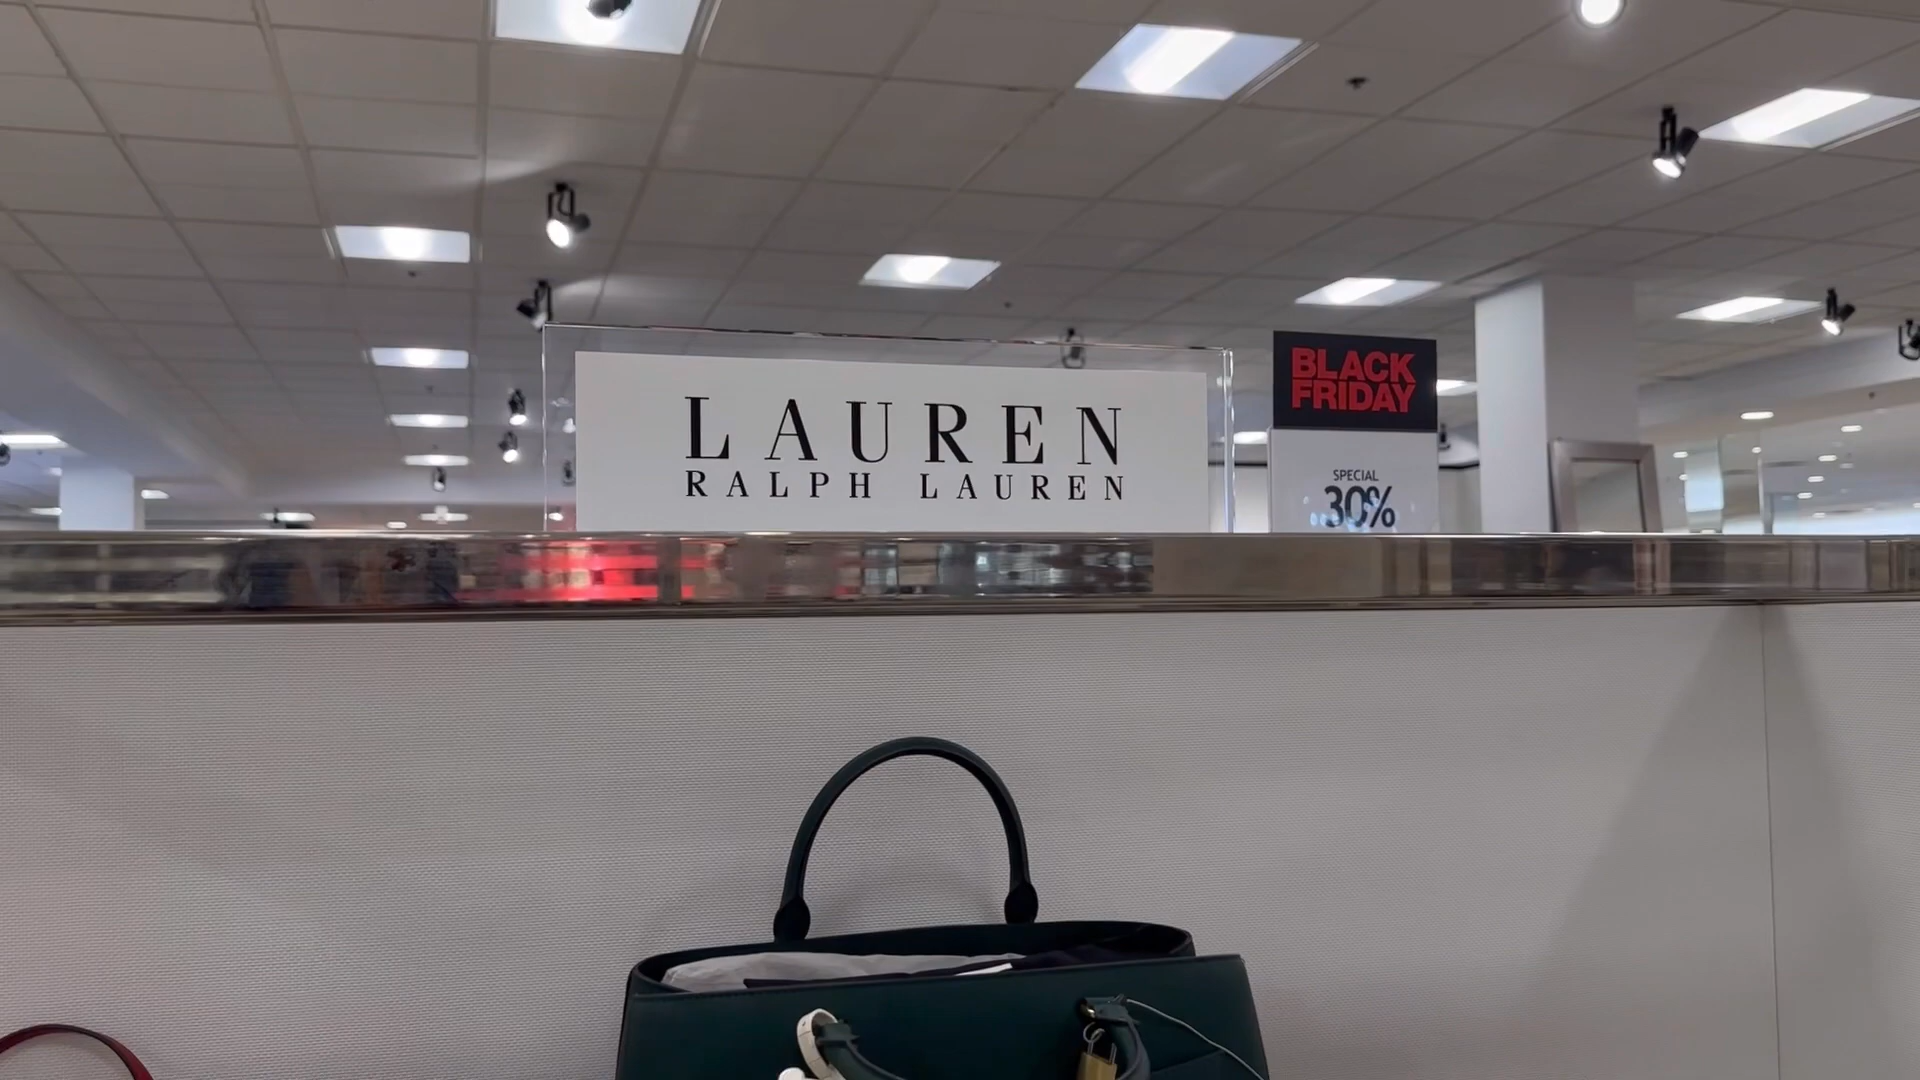 LAUREN
RALPH LAUREN
BLACK
FRIDAY
SPECIAL
30%